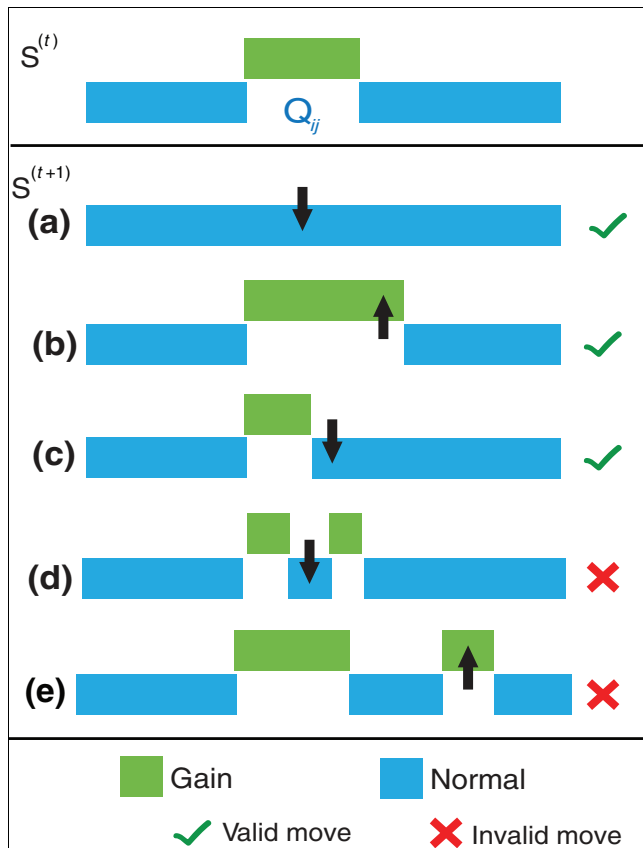 S(t)
Qij
S(t+1)
(a)
(b)
(c)
(d)
(e)
Gain Normal
Valid move Invalid move